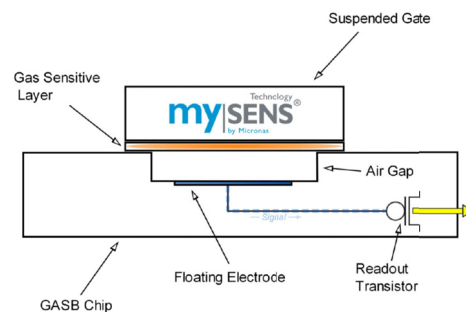 Suspended Gate
Gas Sensitive
Layer
Technology
my|SENS®
by Micronas
Air Gap
Signal
Floating Electrode
Readout
Transistor
GASB Chip